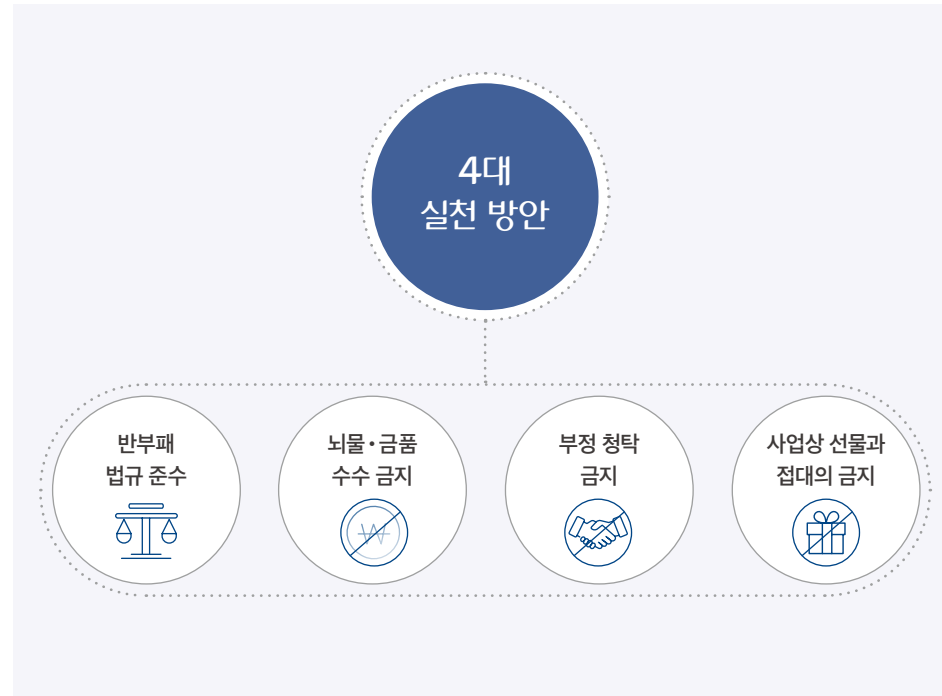 4대
실천 방안
반부패
법규 준수
뇌물·금품
수수 금지
부정 청탁
금지
사업상 선물과
접대의 금지